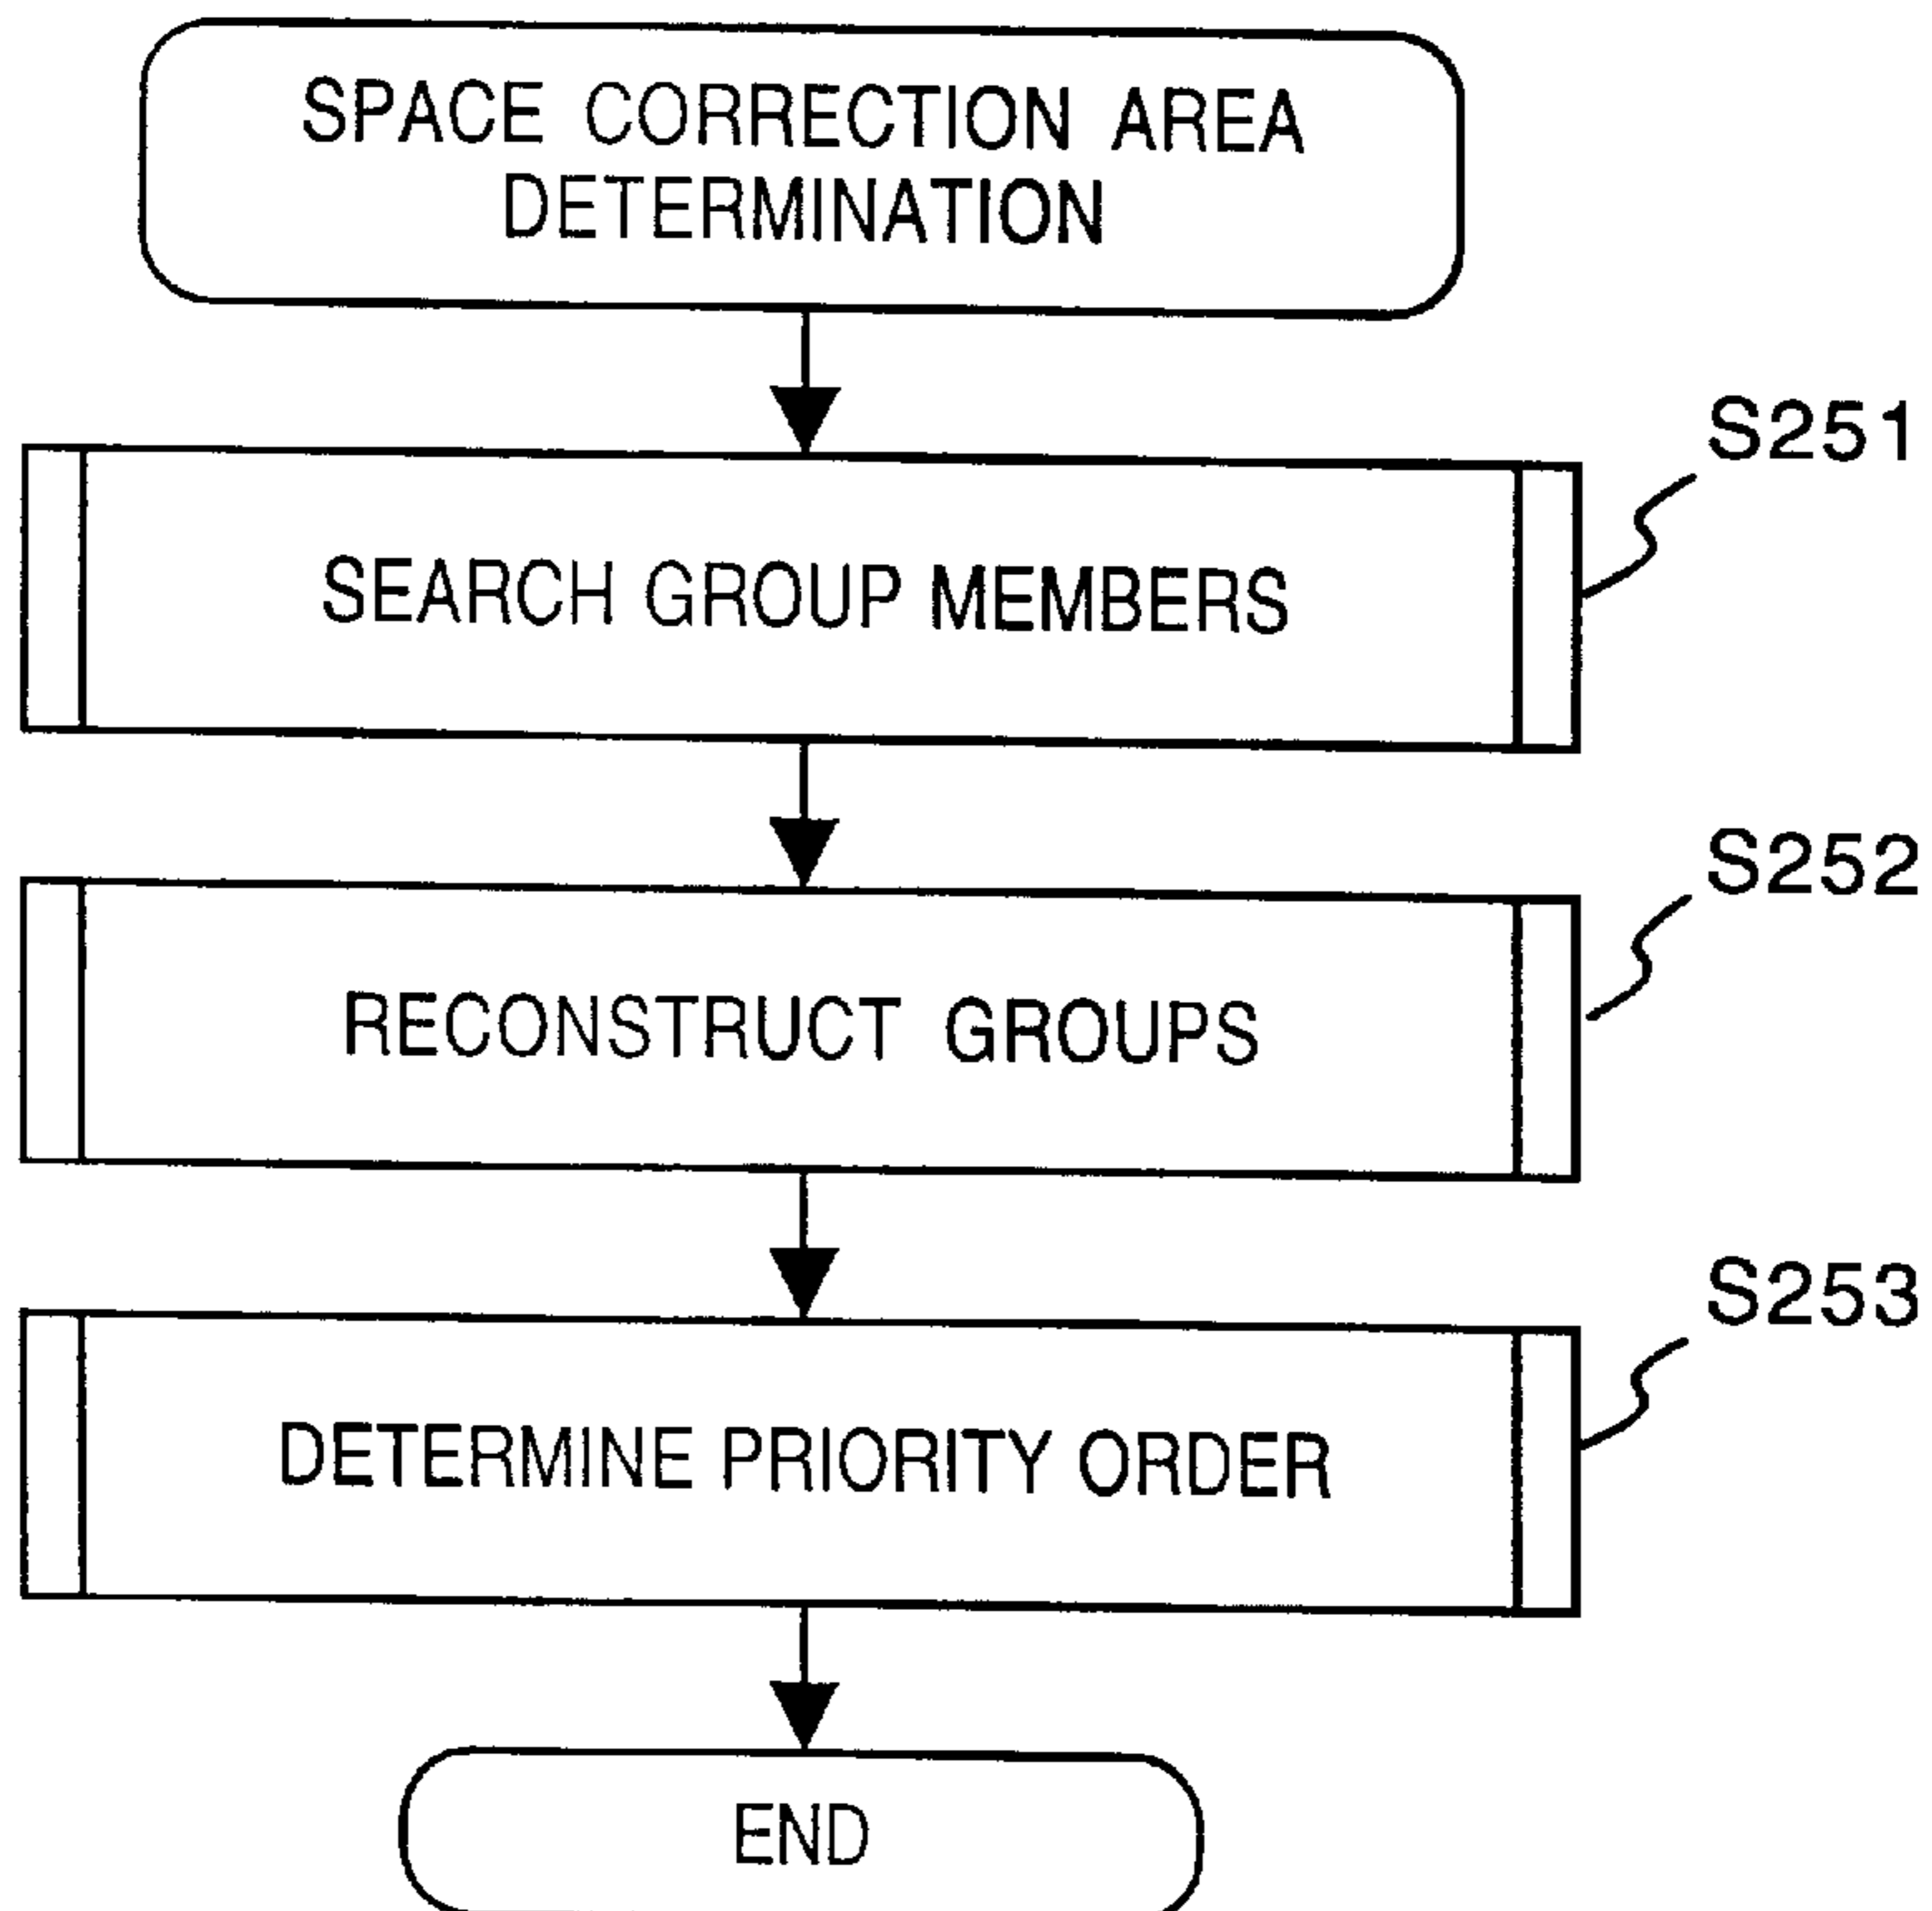 SPACE CORRECTION AREA
DETERMINATION
S251
SEARCH GROUP MEMBERS
S252
RECONSTRUCT GROUPS
S253
DETERMINE PRIORITY ORDER
END